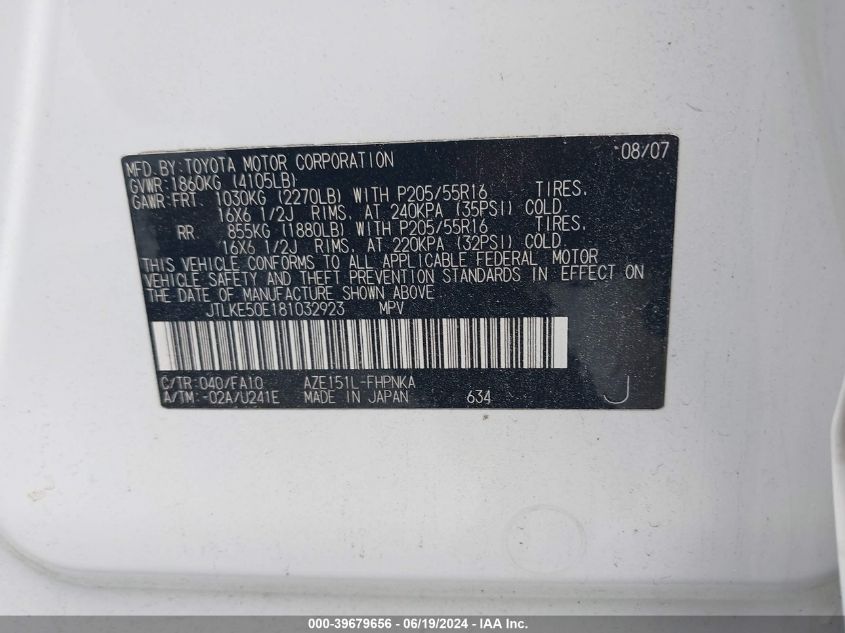 MFD.BY:TOYOTA MOTOR CORPORATION 08/07
GVWR:1860KG (4105LB)
GAWR:FRT 1030KG (2270LB) WITH P205/55R16 TIRES,
16X6 1/2J RIMS, AT 240KPA (35PSI) COLD
RR 855KG (1880LB) WITH P205/55R16 TIRES,
16X6 1/2J RIMS, AT 220KPA (32PSI) COLD.
THIS VEHICLE CONFORMS TO ALL APPLICABLE FEDERAL MOTOR
VEHICLE SAFETY AND THEFT PREVENTION STANDARDS IN EFFECT ON
THE DATE OF MANUFACTURE SHOWN ABOVE
JTLKE50E181032923 MPV
C/TR:040/FA10 AZE151L-FHPNKA
A/TM:-02A/U241E MADE IN JAPAN 634 J
000-39679656 - 06/19/2024 - IAA Inc.